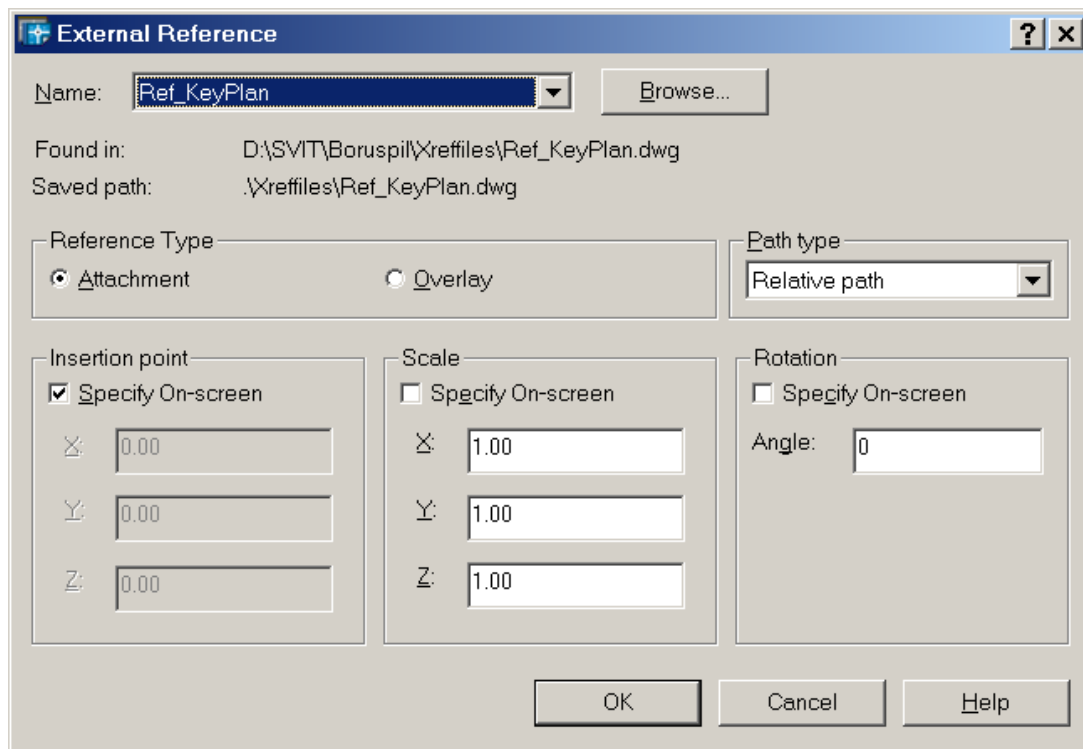 External Reference
Name: Ref_KeyPlan Browse...
Found in: D:\SVIT\Boruspil\Xreffiles\Ref_KeyPlan.dwg
Saved path: .\Xreffiles\Ref_KeyPlan.dwg
Reference Type
Attachment Overlay
Path type
Relative path
Insertion point
Specify On-screen
X: 0.00
Y: 0.00
Z: 0.00
Scale
Specify On-screen
X: 1.00
Y: 1.00
Z: 1.00
Rotation
Specify On-screen
Angle: 0
OK Cancel Help